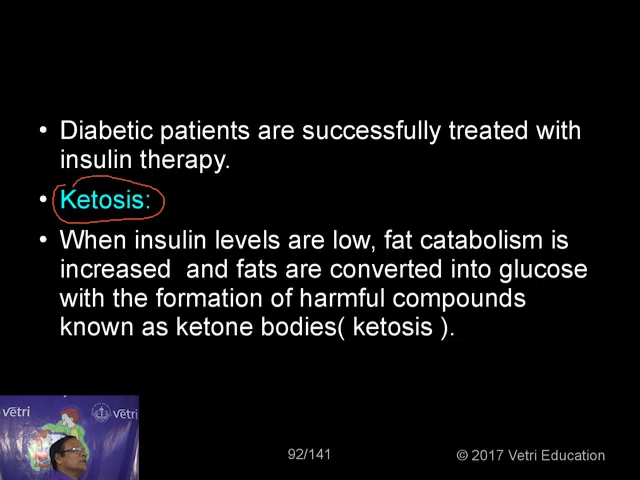 • Diabetic patients are successfully treated with
insulin therapy.
• Ketosis:
• When insulin levels are low, fat catabolism is
increased and fats are converted into glucose
with the formation of harmful compounds
known as ketone bodies( ketosis ).
vetri
vetri
92/141
© 2017 Vetri Education